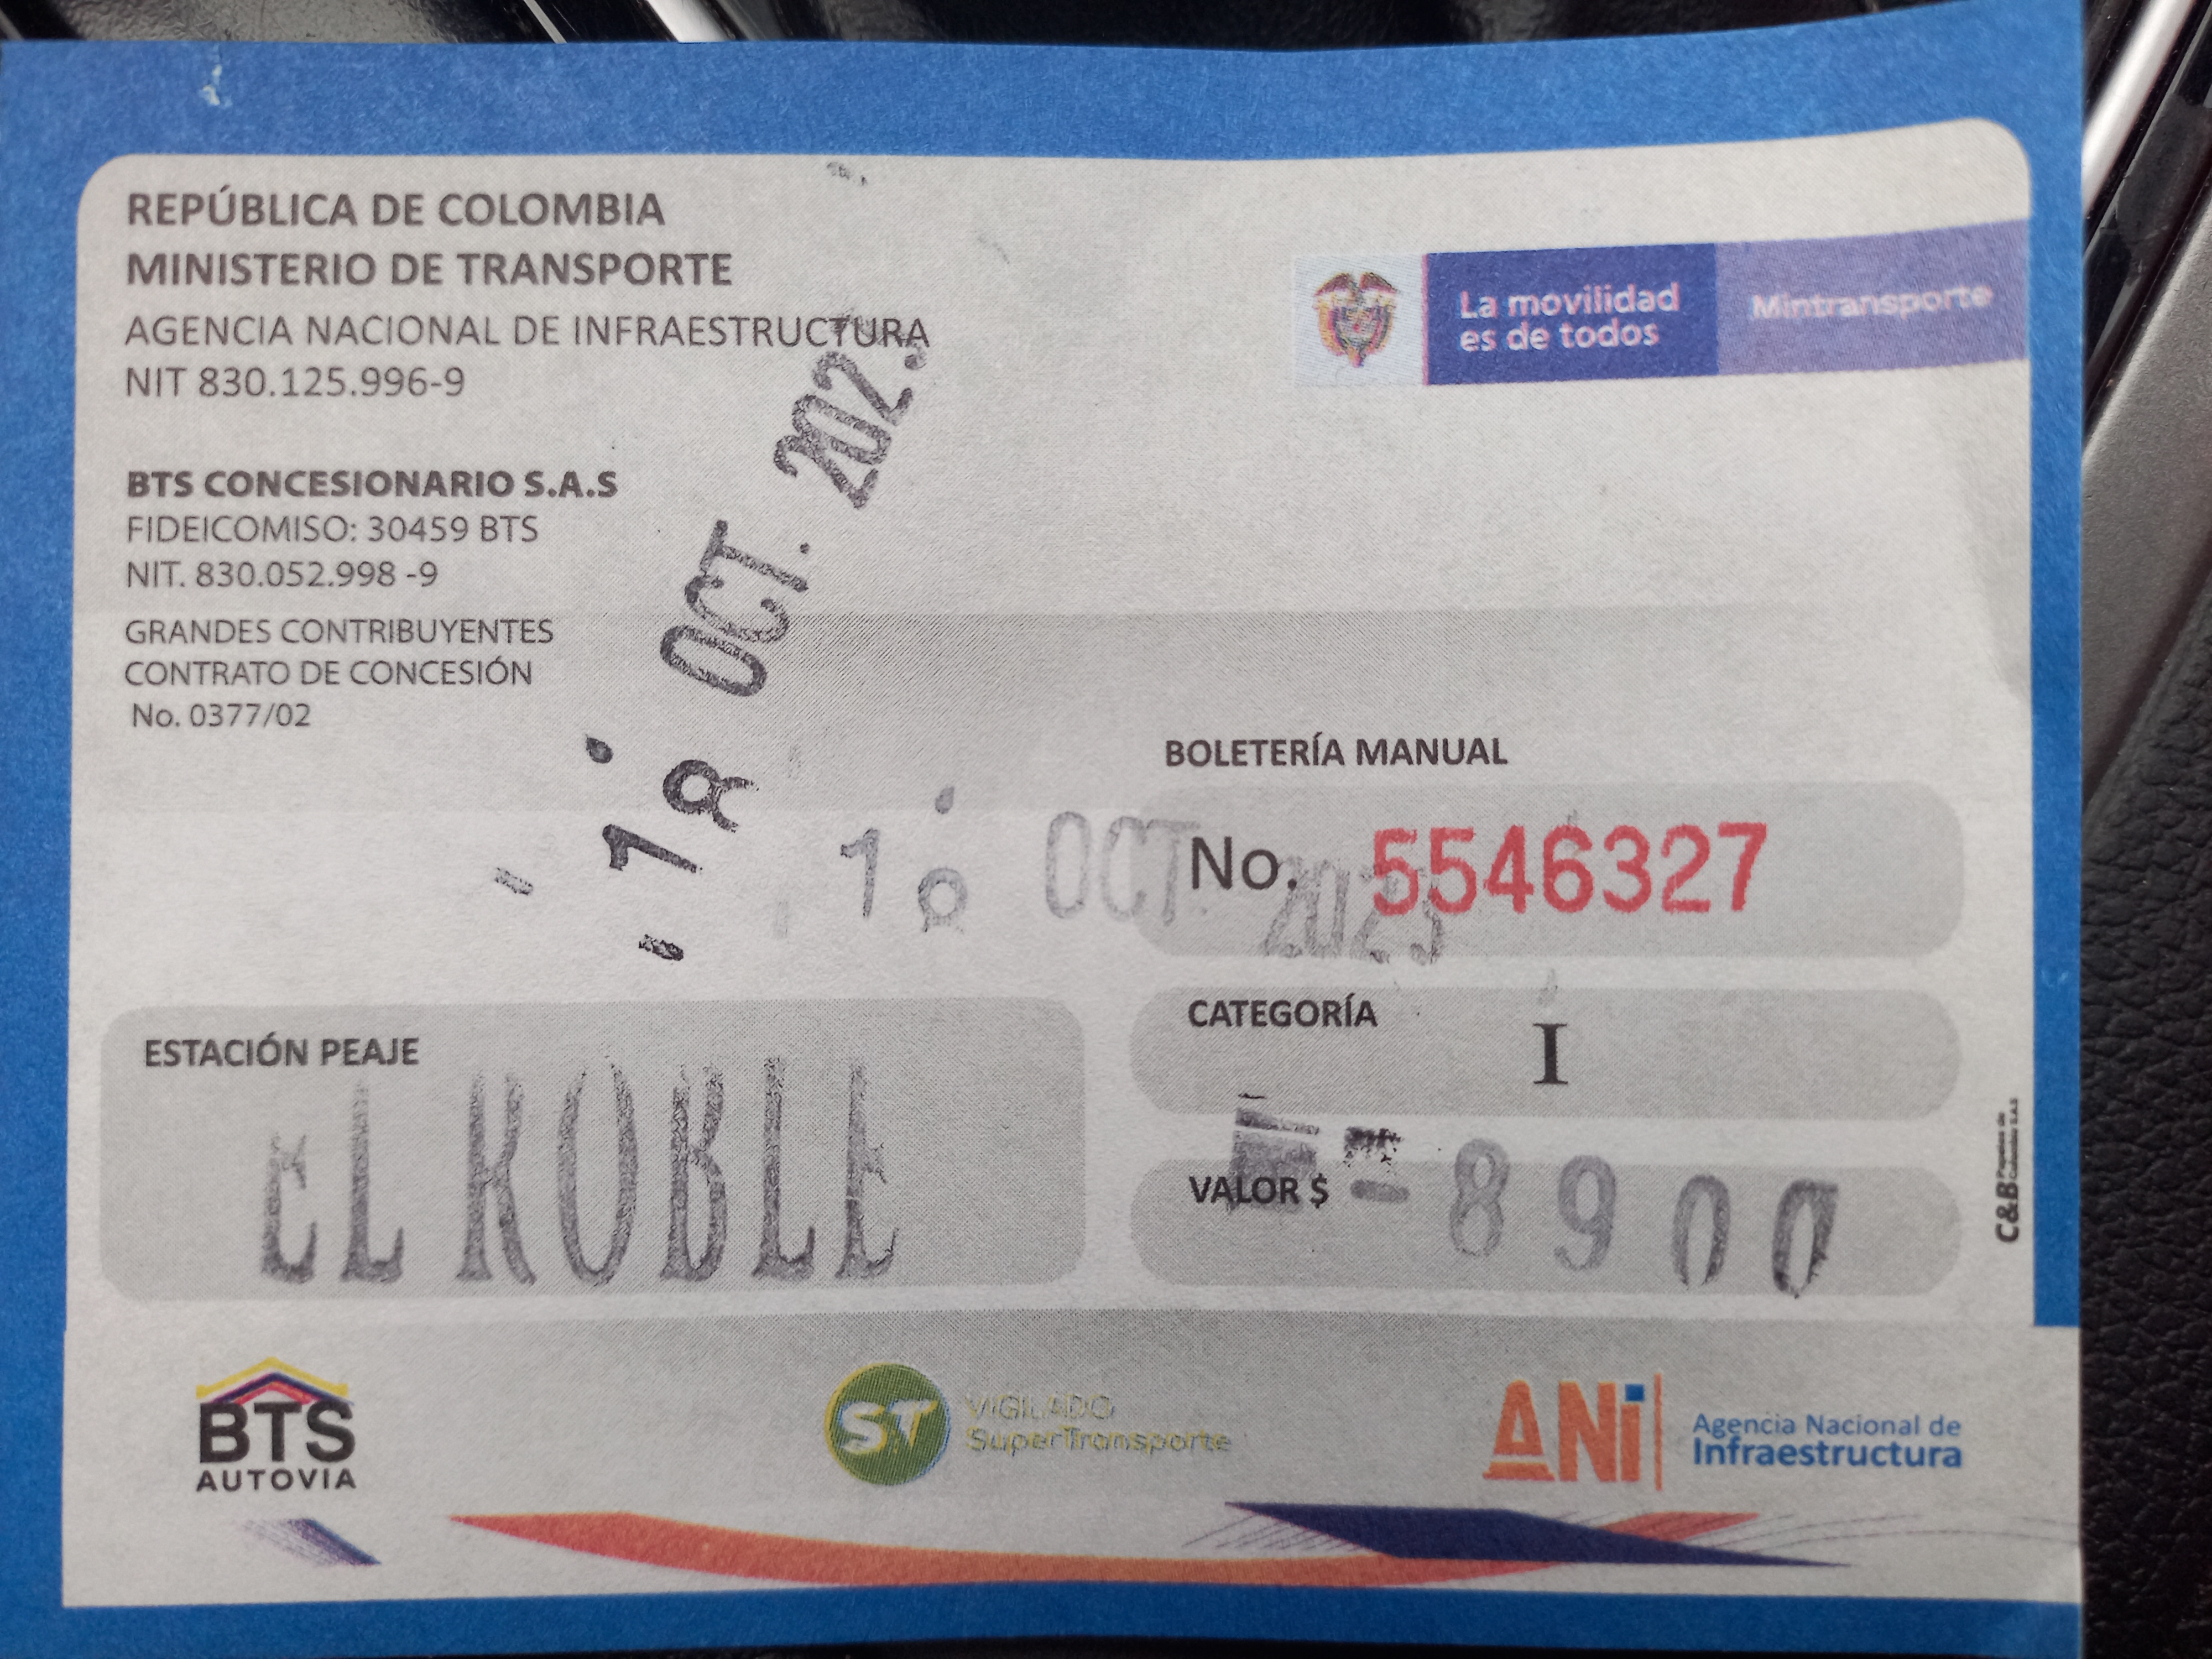 REPÚBLICA DE COLOMBIA
MINISTERIO DE TRANSPORTE
AGENCIA NACIONAL DE INFRAESTRUCTURA
NIT 830.125.996-9
La movilidad
es de todos
Mintransporte
BTS CONCESIONARIO S.A.S
FIDEICOMISO: 30459 BTS
NIT. 830.052.998 -9
GRANDES CONTRIBUYENTES
CONTRATO DE CONCESIÓN
No. 0377/02
OCT. 202
BOLETERÍA MANUAL
No. 5546327
OCT 2023
CATEGORÍA
I
ESTACIÓN PEAJE
EL ROBLE
VALOR $ - 8900
BTS
AUTOVIA
ST
VIGILADO
SuperTransporte
ANi
Agencia Nacional de
Infraestructura